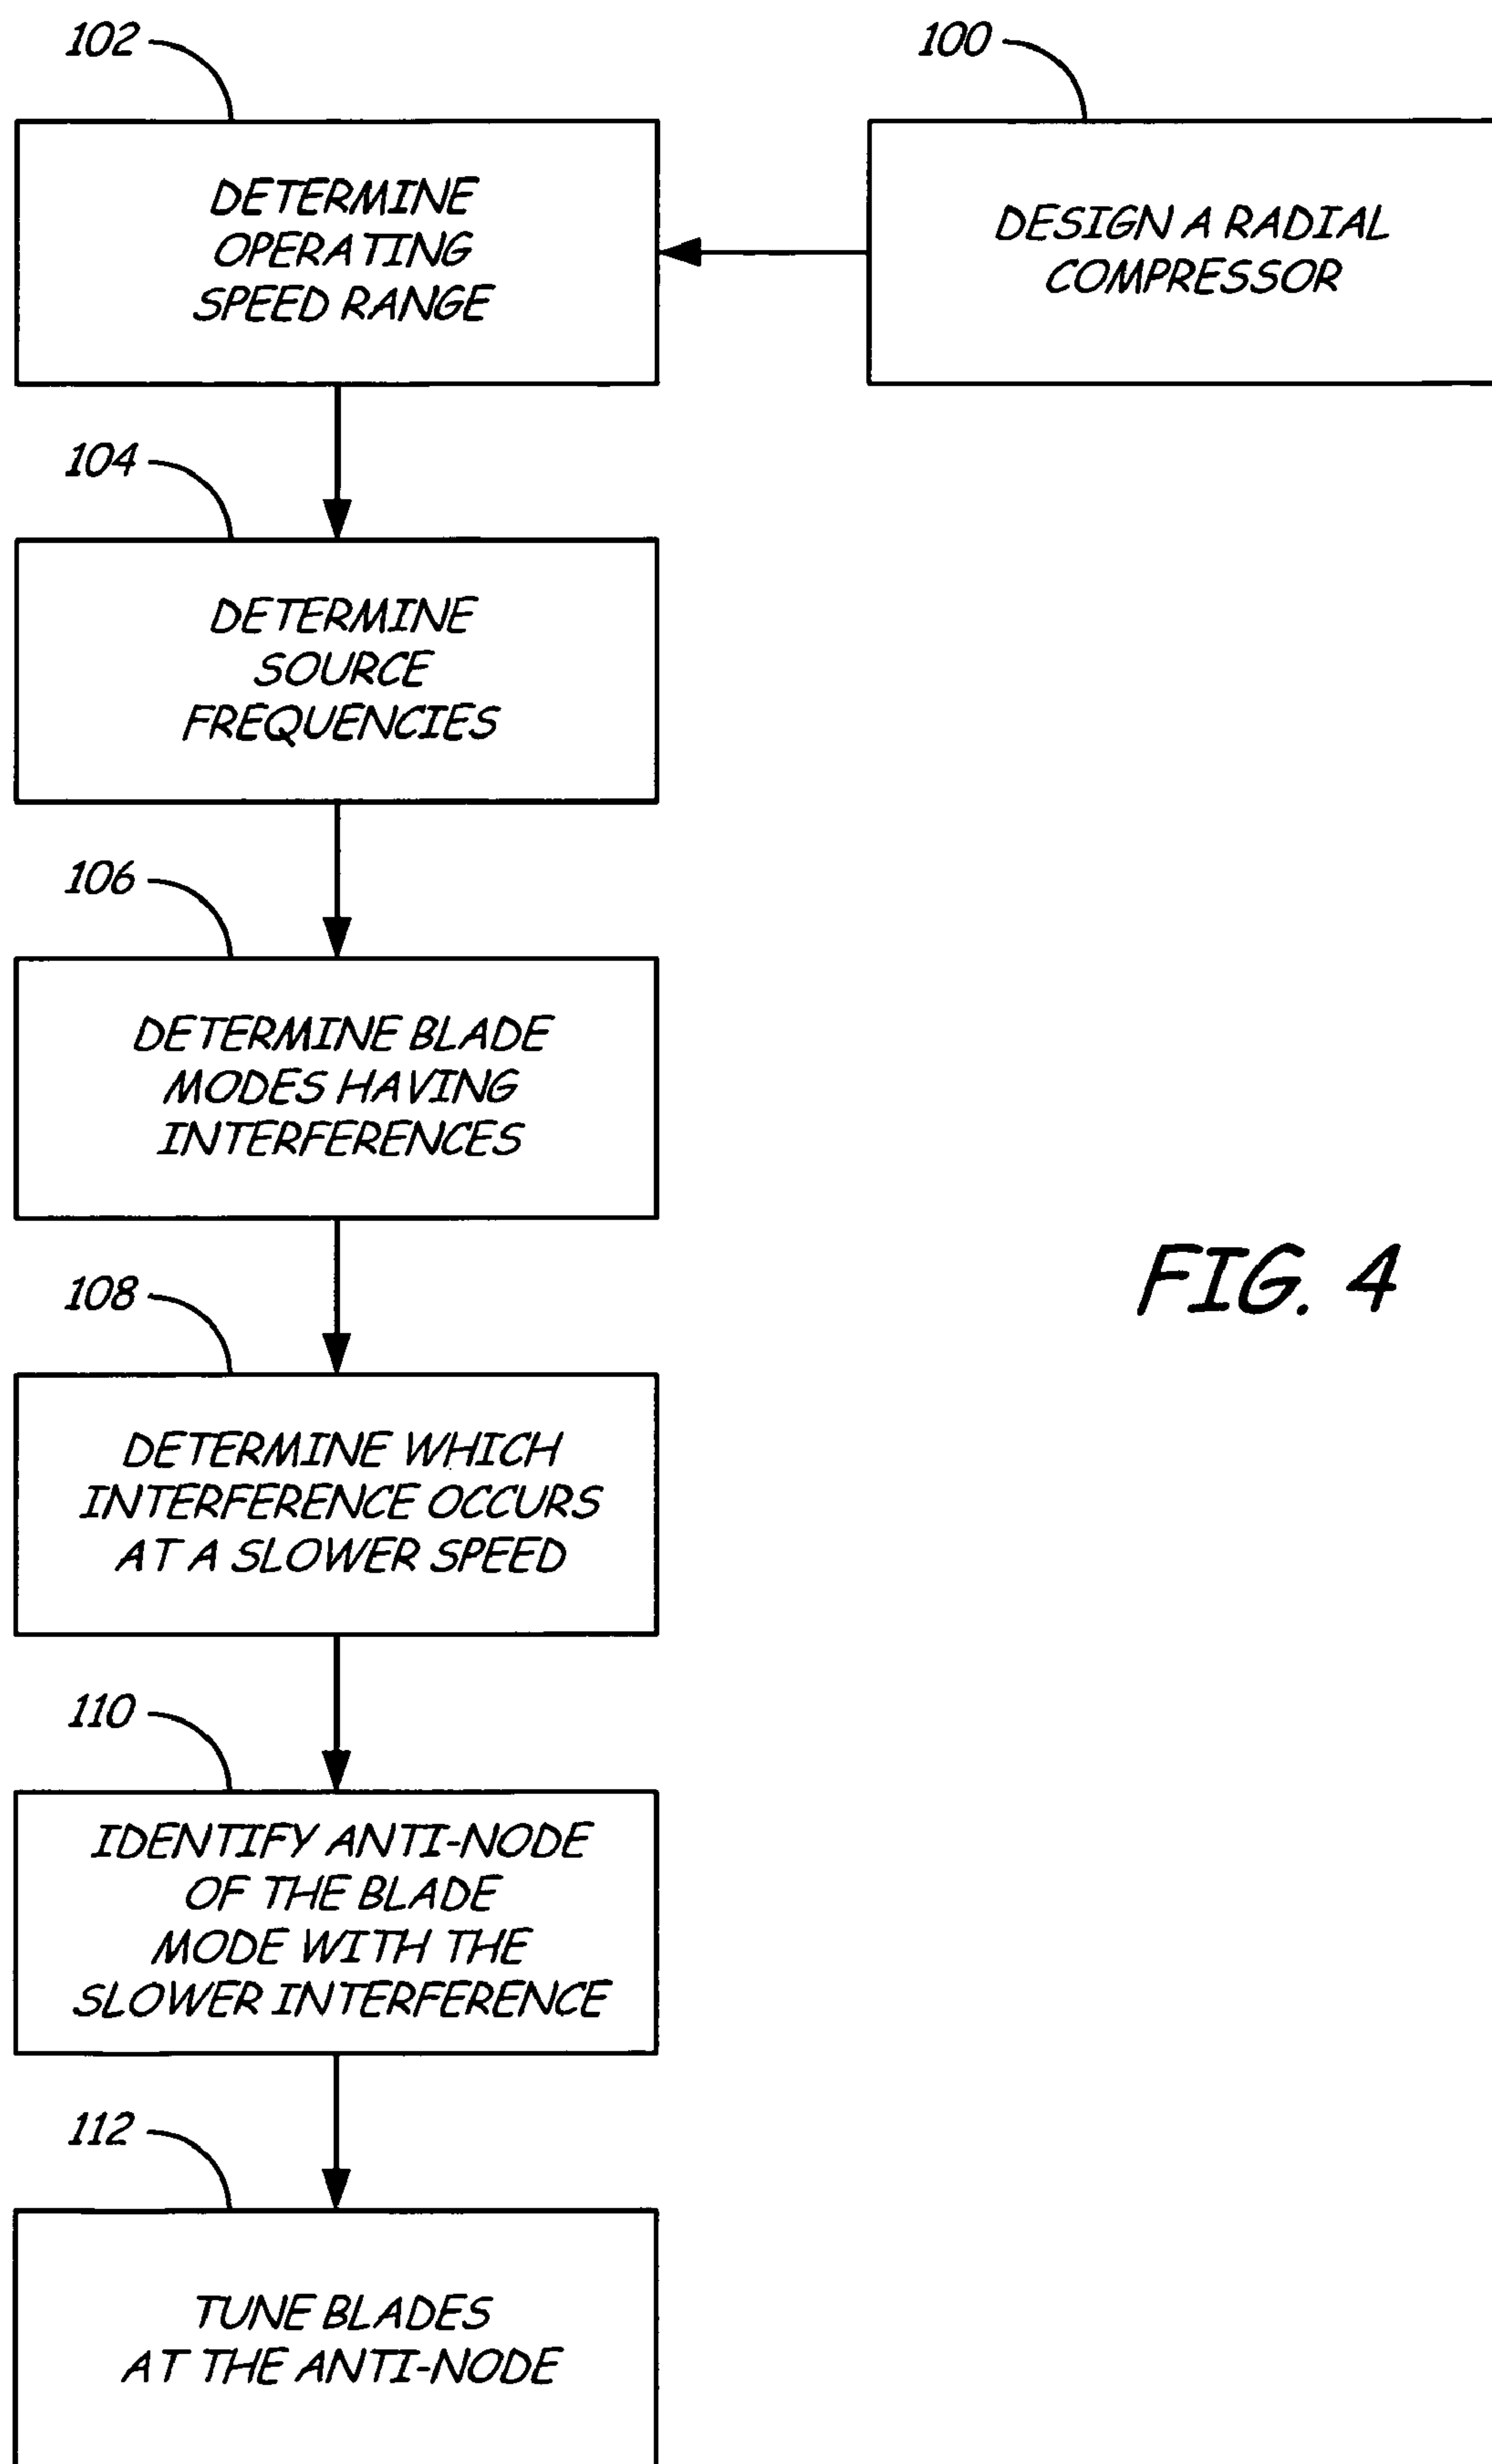 102
100
DETERMINE
OPERATING
SPEED RANGE
DESIGN A RADIAL
COMPRESSOR
104
DETERMINE
SOURCE
FREQUENCIES
106
DETERMINE BLADE
MODES HAVING
INTERFERENCES
108
DETERMINE WHICH
INTERFERENCE OCCURS
AT A SLOWER SPEED
FIG. 4
110
IDENTIFY ANTI-NODE
OF THE BLADE
MODE WITH THE
SLOWER INTERFERENCE
112
TUNE BLADES
AT THE ANTI-NODE